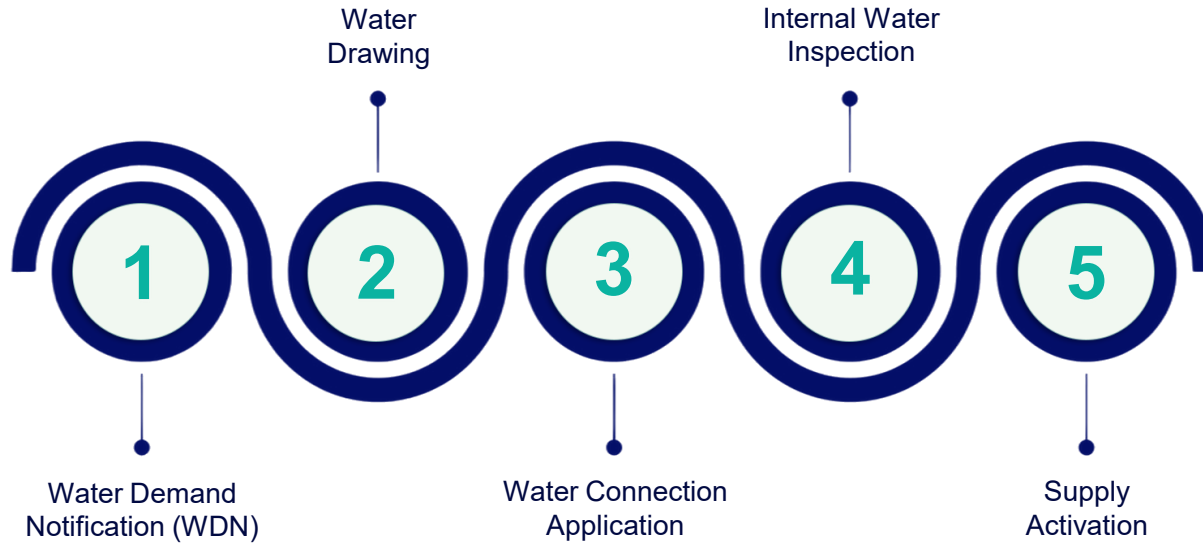 Water
Drawing
Internal Water
Inspection
1
2
3
4
5
Water Demand
Notification (WDN)
Water Connection
Application
Supply
Activation